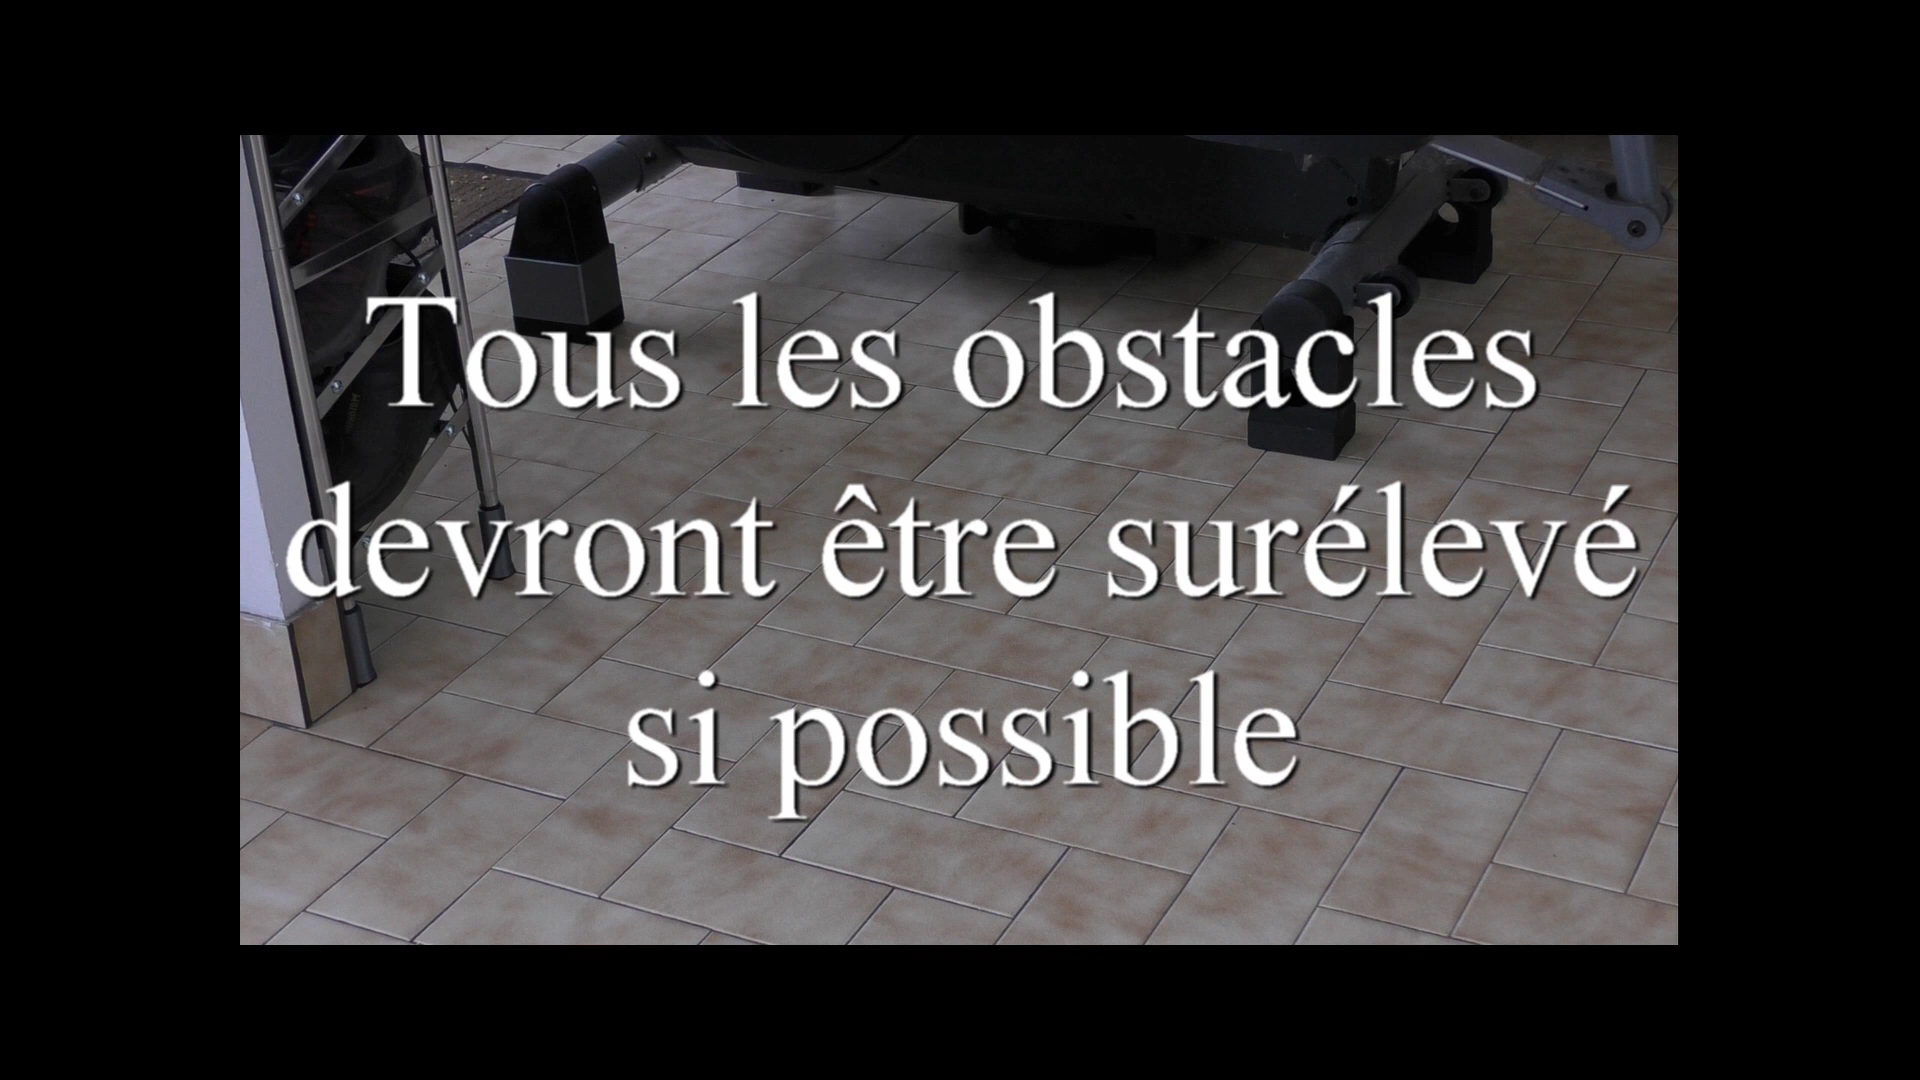 Tous les obstacles
devront être surélevé
si possible